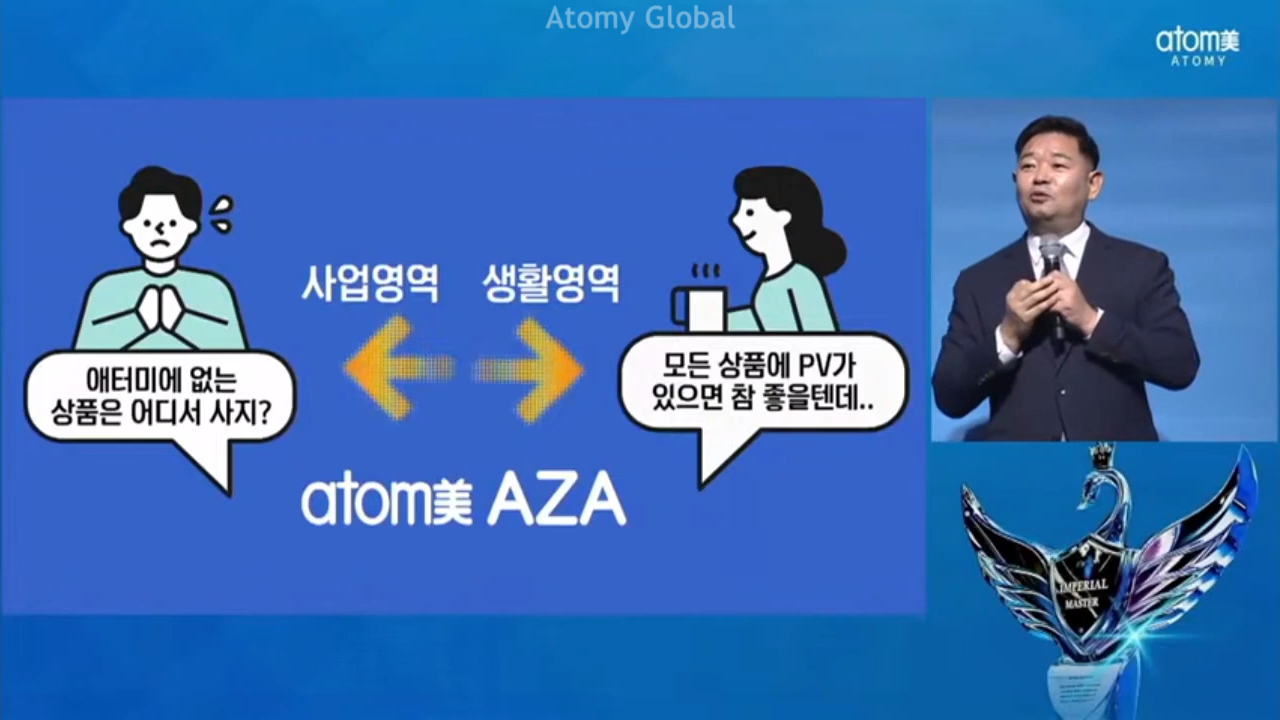 Atomy Global
atom美
ATOMY
사업영역 생활영역
애터미에 없는
상품은 어디서 사지?
모든 상품에 PV가
있으면 참 좋을텐데..
atom美 AZA
IMPERIAL
MASTER